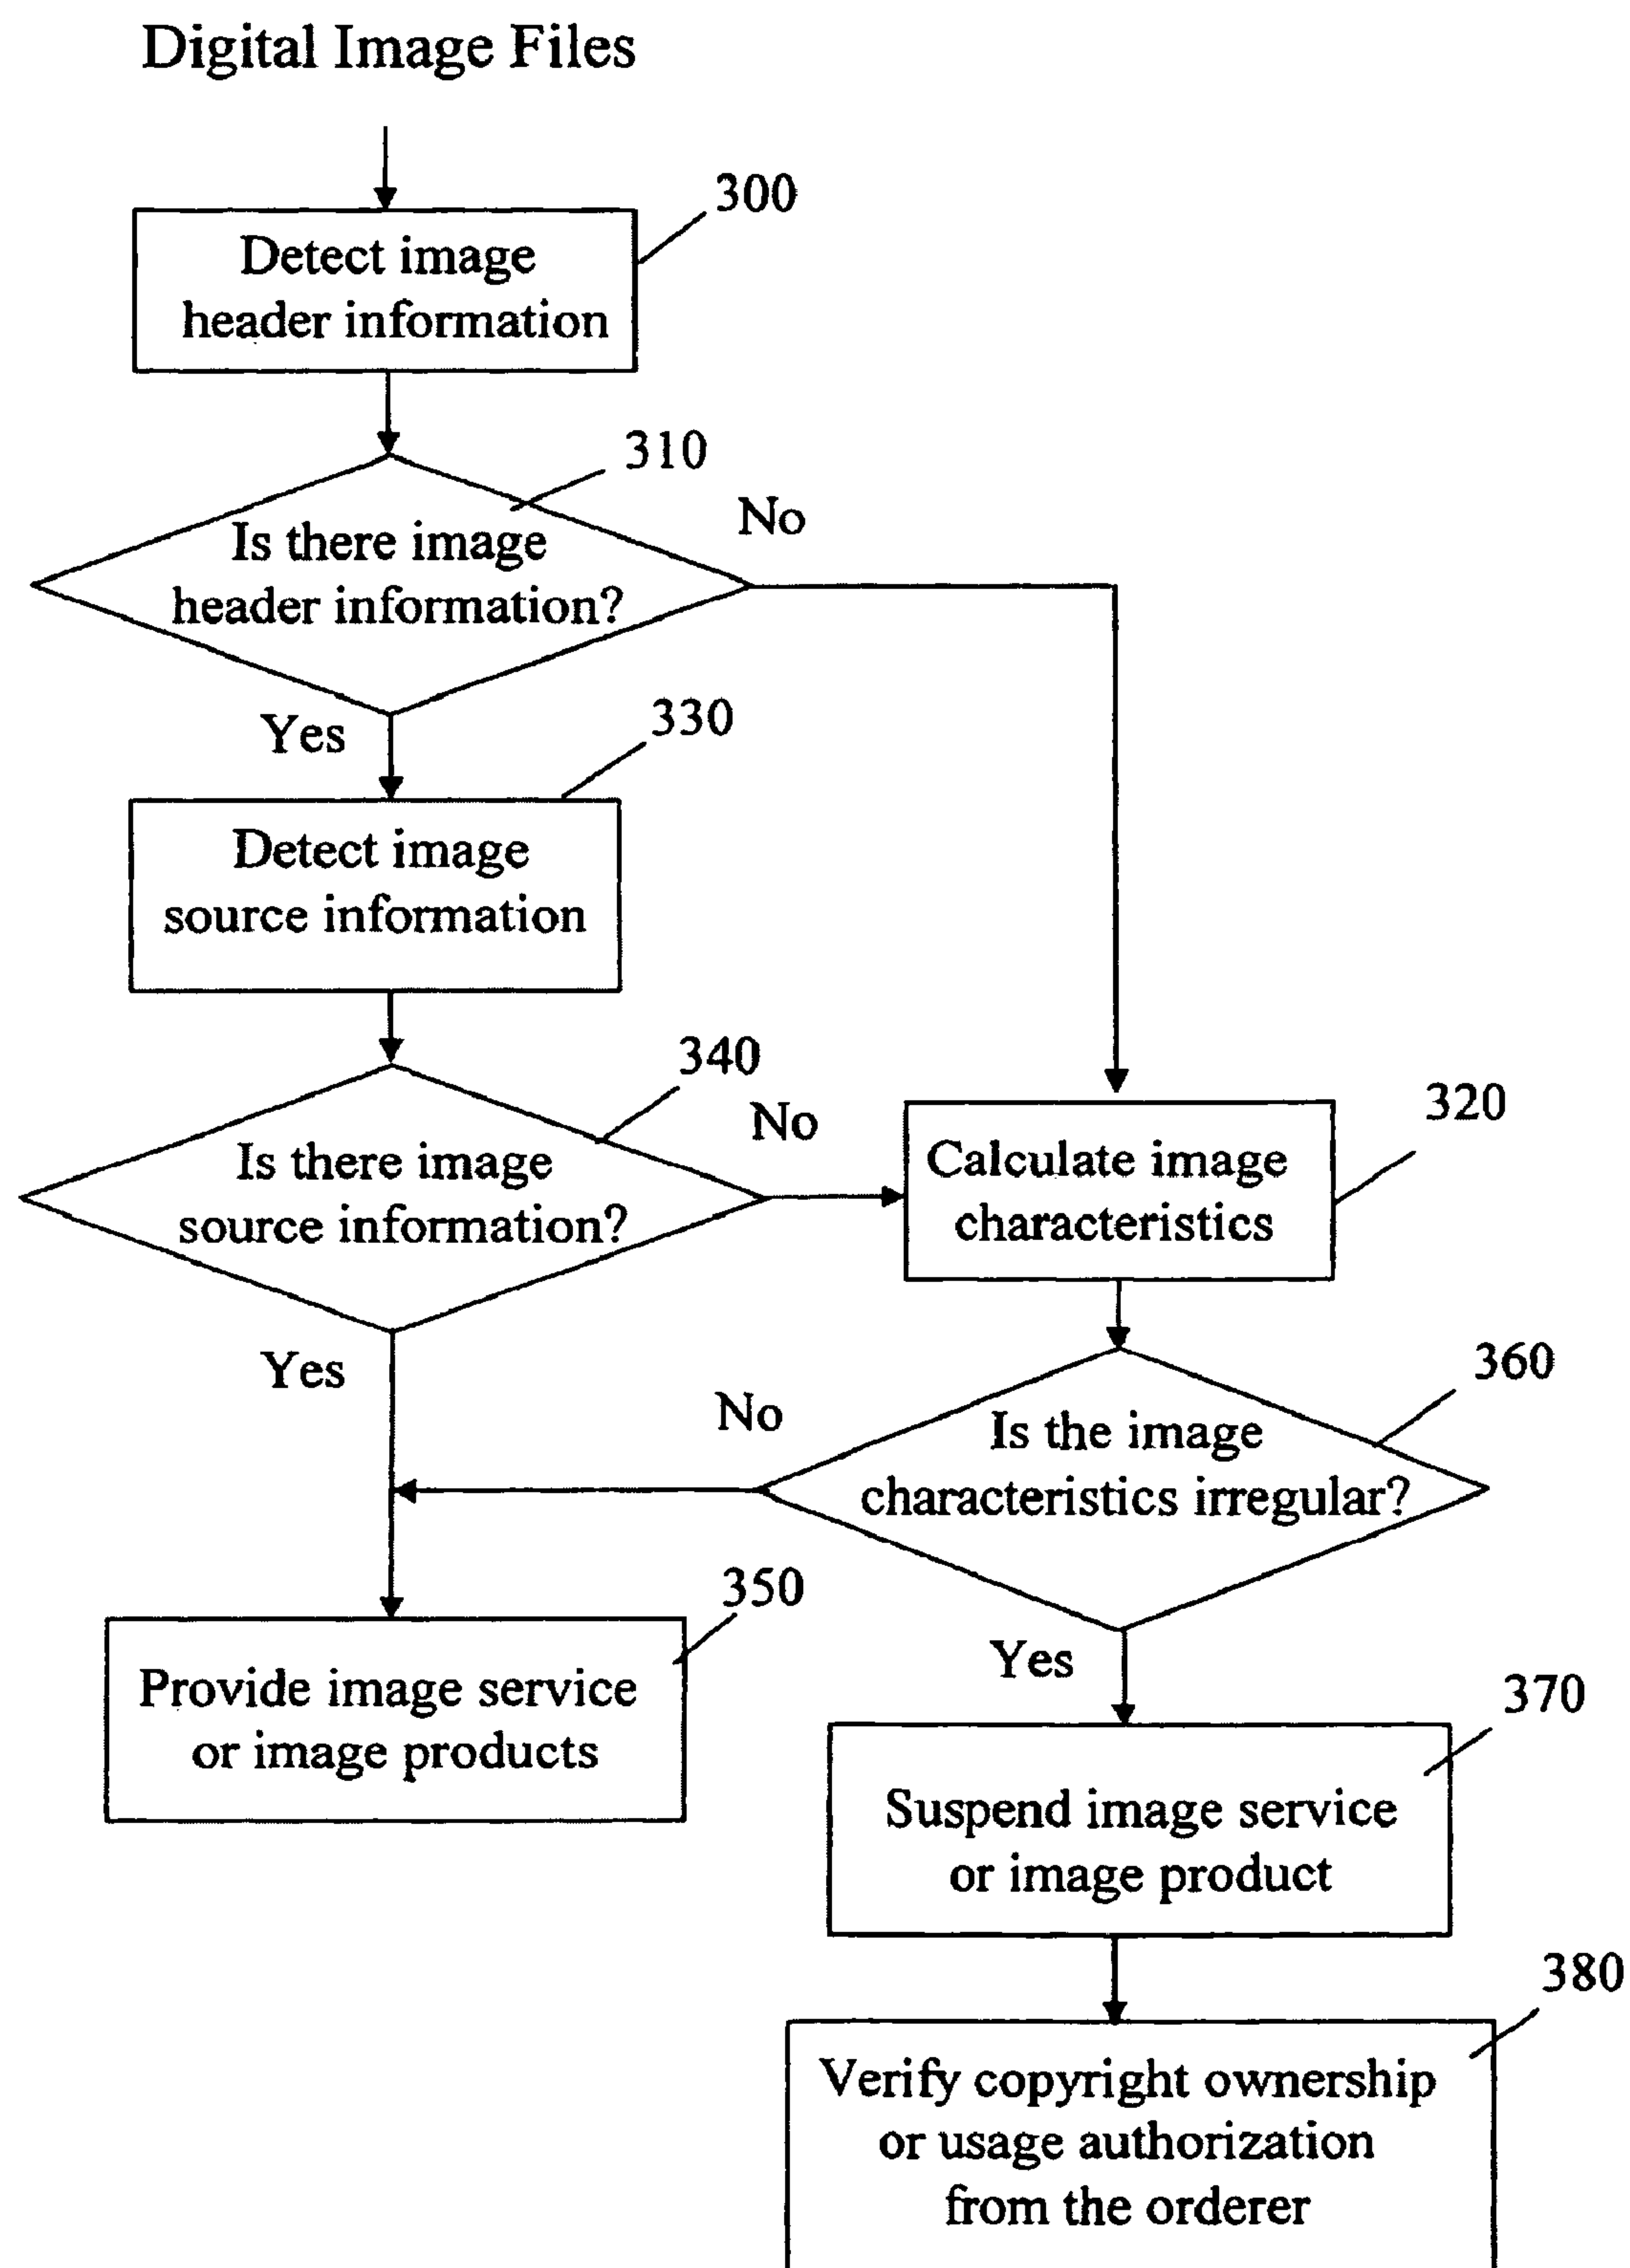 Digital Image Files
300
Detect image
header information
310
No
Is there image
header information?
Yes
330
Detect image
source information
340
No
Is there image
source information?
320
Calculate image
characteristics
Yes
360
No
Is the image
characteristics irregular?
350
Provide image service
or image products
Yes
370
Suspend image service
or image product
380
Verify copyright ownership
or usage authorization
from the orderer